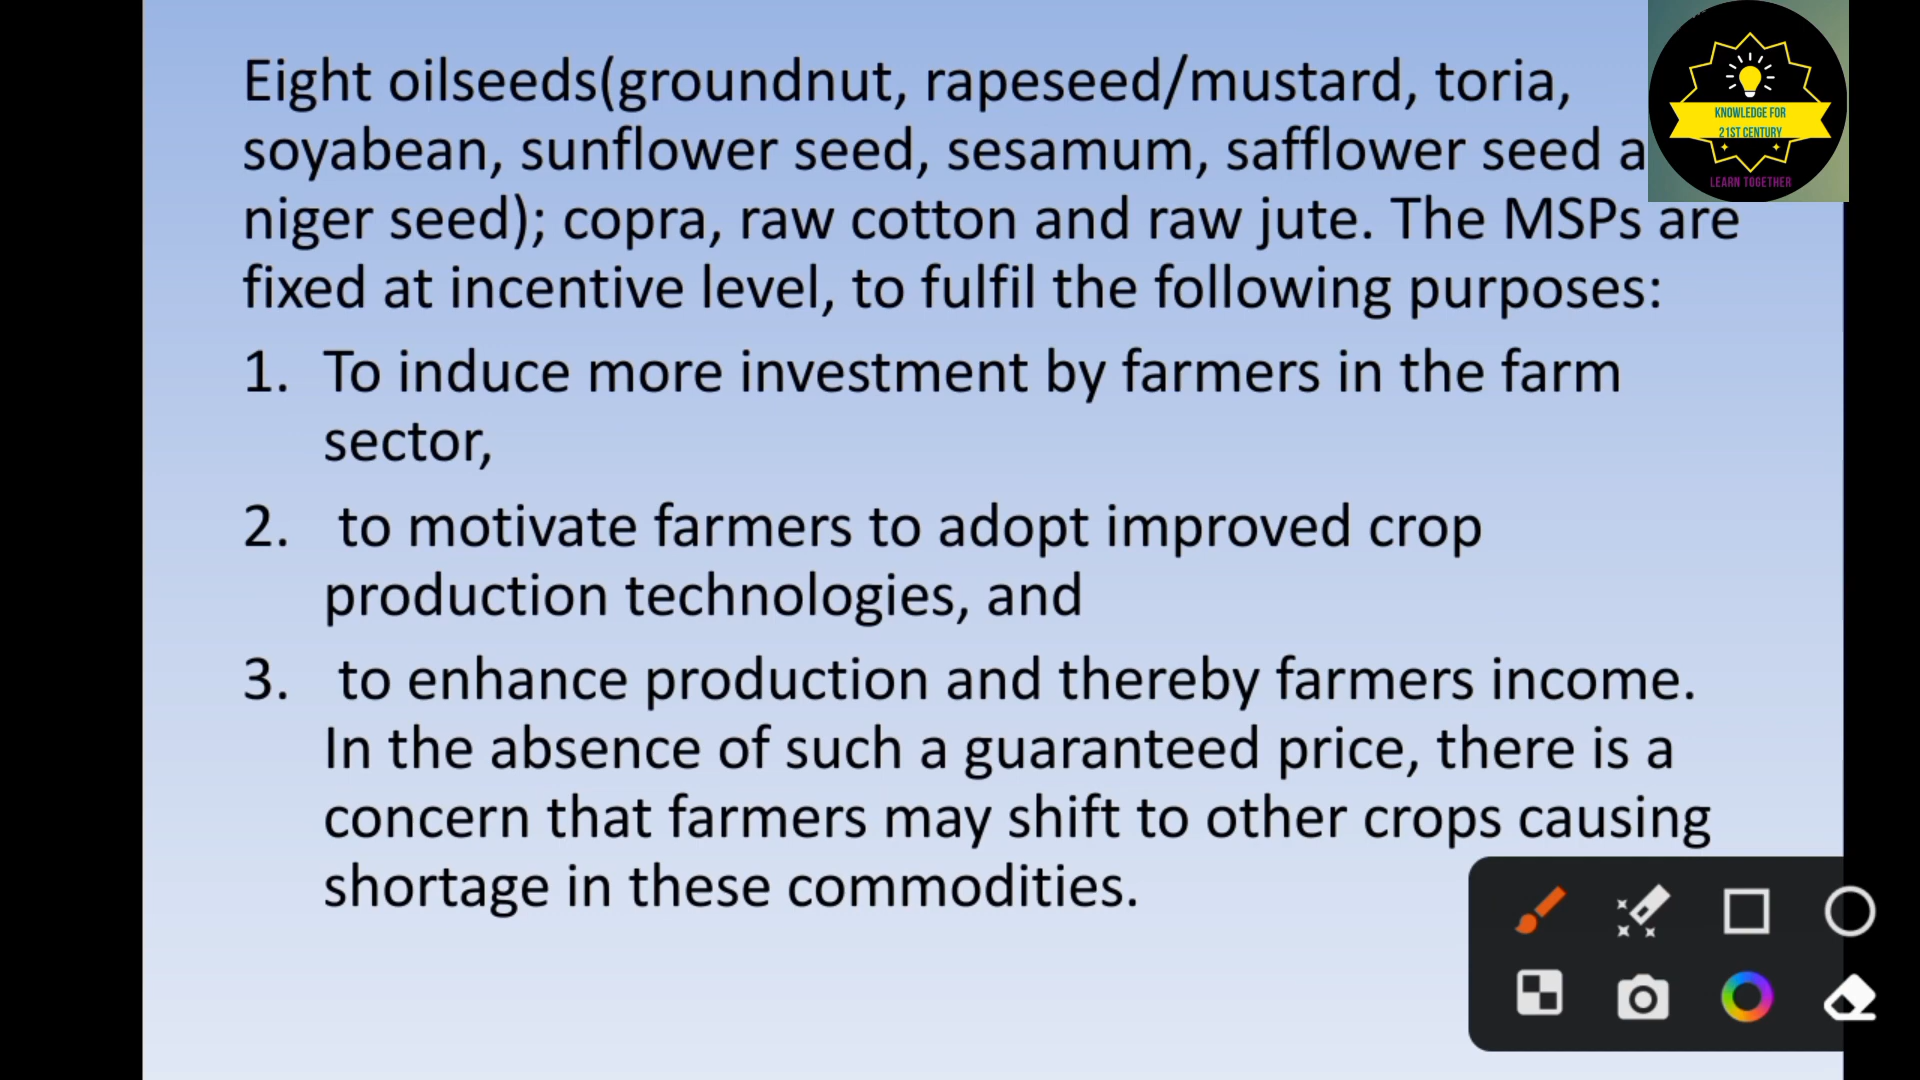 Eight oilseeds(groundnut, rapeseed/mustard, toria,
soyabean, sunflower seed, sesamum, safflower seed a
niger seed); copra, raw cotton and raw jute. The MSPs are
fixed at incentive level, to fulfil the following purposes:
1. To induce more investment by farmers in the farm
sector,
2. to motivate farmers to adopt improved crop
production technologies, and
3. to enhance production and thereby farmers income.
In the absence of such a guaranteed price, there is a
concern that farmers may shift to other crops causing
shortage in these commodities.
KNOWLEDGE FOR
21ST CENTURY
LEARN TOGETHER